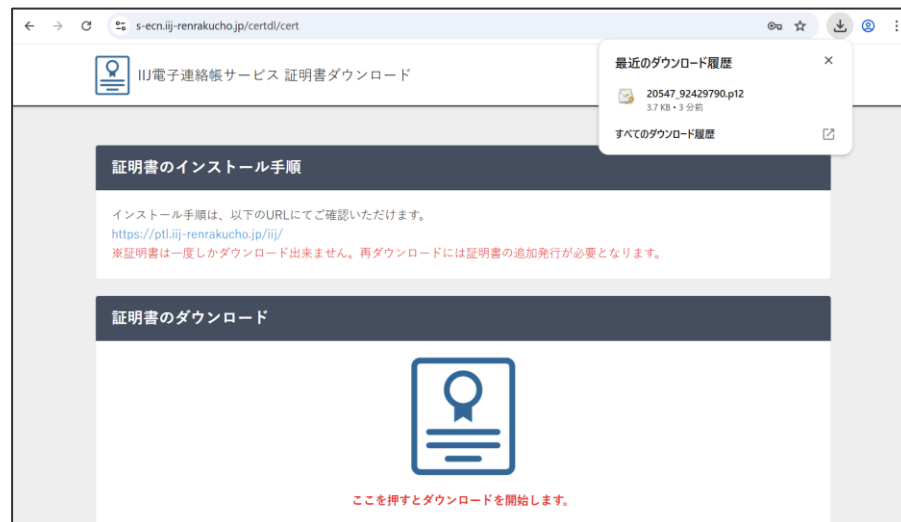 s-ecn.iij-renrakucho.jp/certdl/cert
IIJ電子連絡帳サービス 証明書ダウンロード
最近のダウンロード履歴
20547_92429790.p12
3.7 KB • 3 分前
すべてのダウンロード履歴
証明書のインストール手順
インストール手順は、以下のURLにてご確認いただけます。
https://ptl.iij-renrakucho.jp/iij/
※証明書は一度しかダウンロード出来ません。再ダウンロードには証明書の追加発行が必要となります。
証明書のダウンロード
ここを押すとダウンロードを開始します。